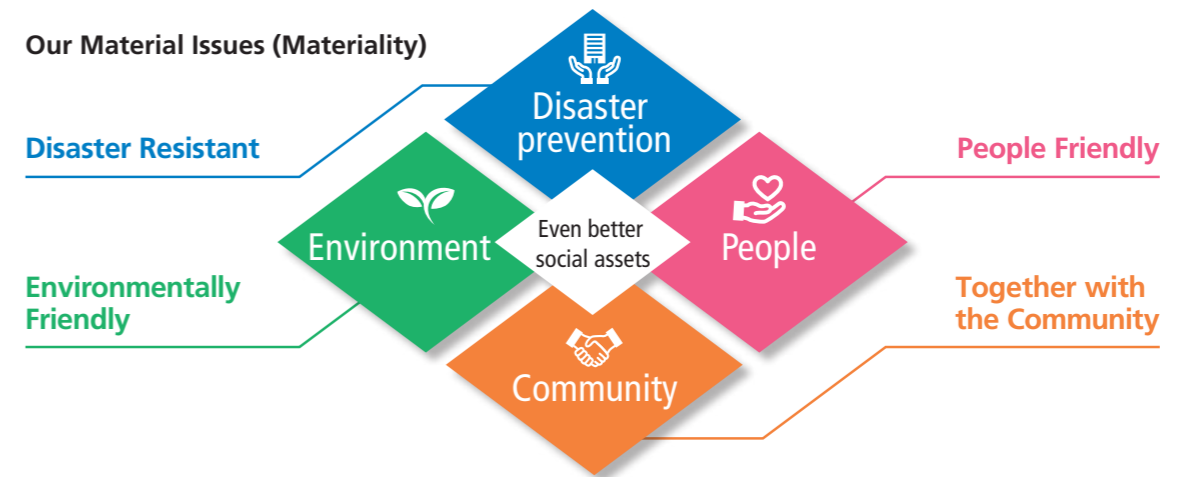 Our Material Issues (Materiality)
Disaster
prevention
Disaster Resistant
People Friendly
Environment
Even better
social assets
People
Environmentally
Friendly
Together with
the Community
Community